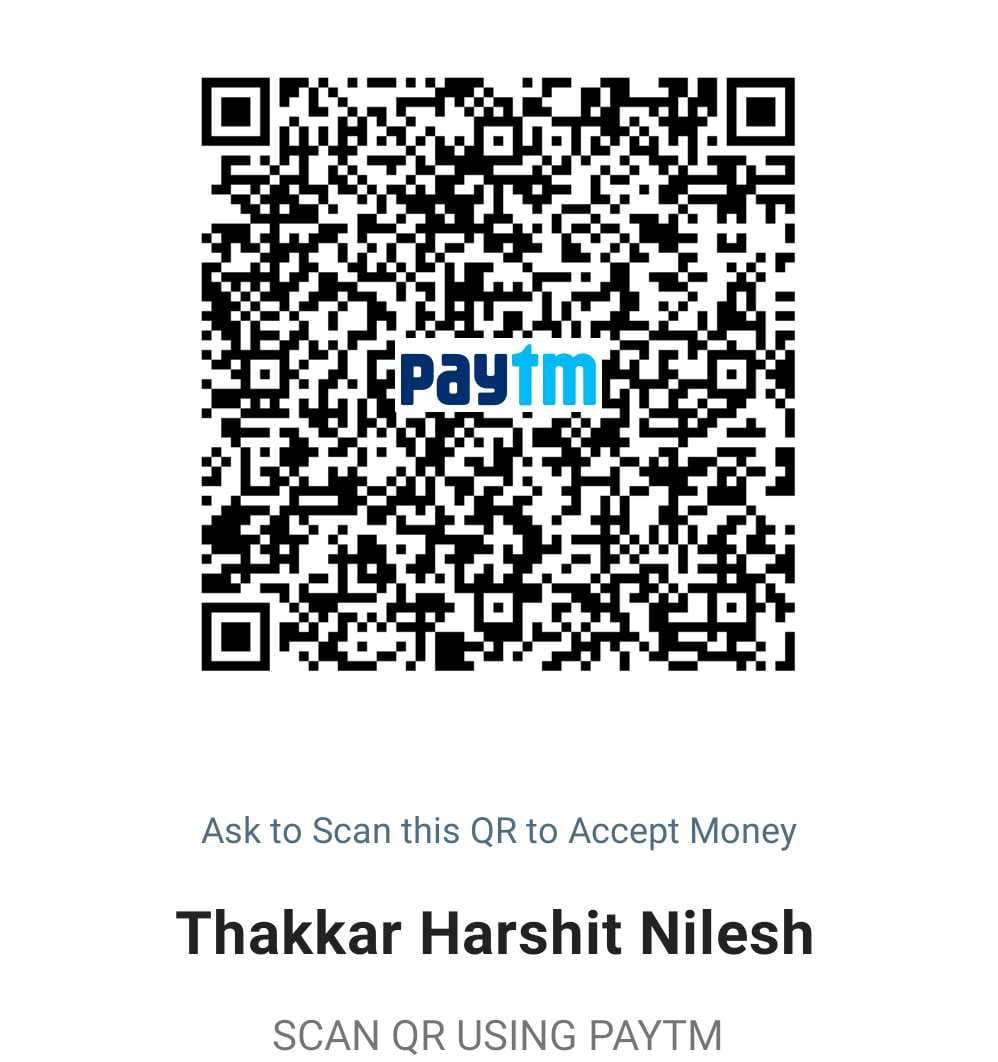 paytm
Ask to Scan this QR to Accept Money
Thakkar Harshit Nilesh
SCAN QR USING PAYTM